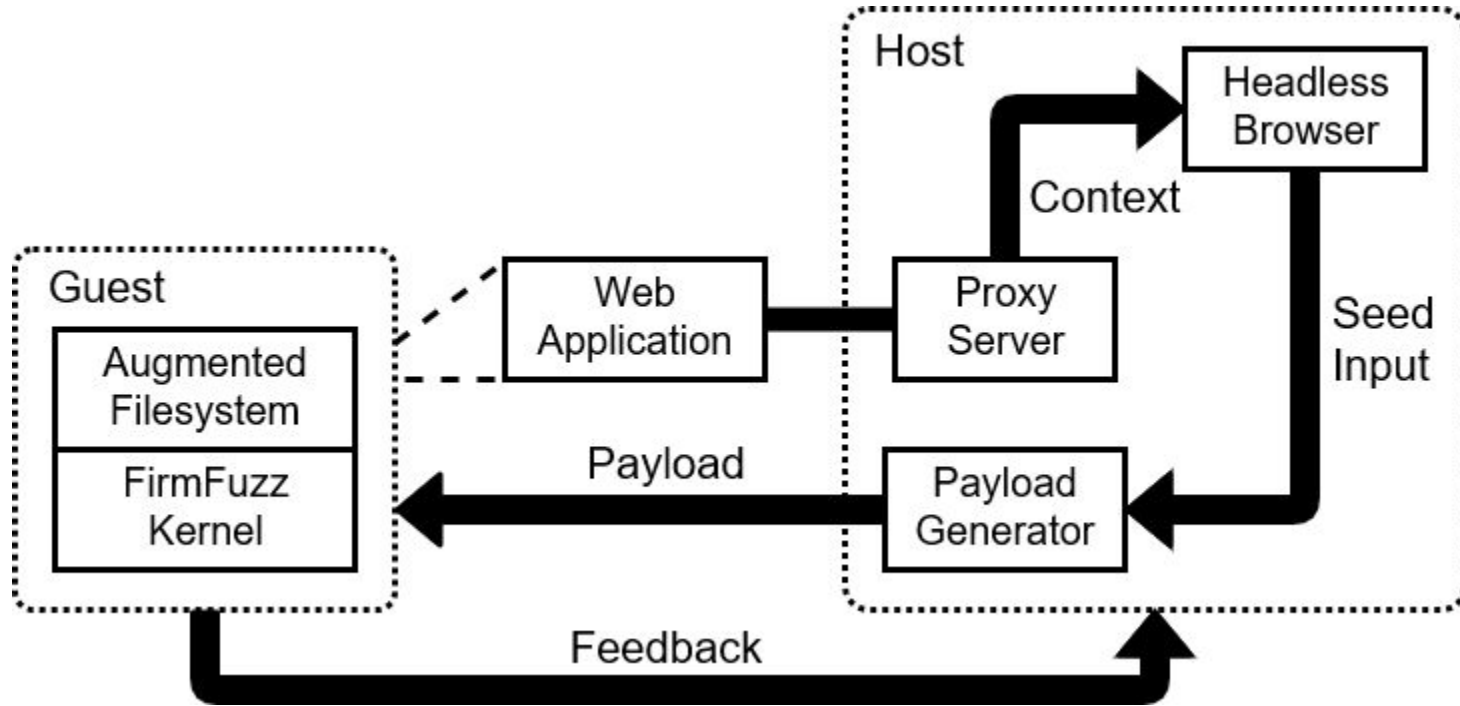 Host
Headless
Browser
Context
Guest
Web
Application
Proxy
Server
Seed
Input
Augmented
Filesystem
FirmFuzz
Kernel
Payload
Payload
Generator
Feedback